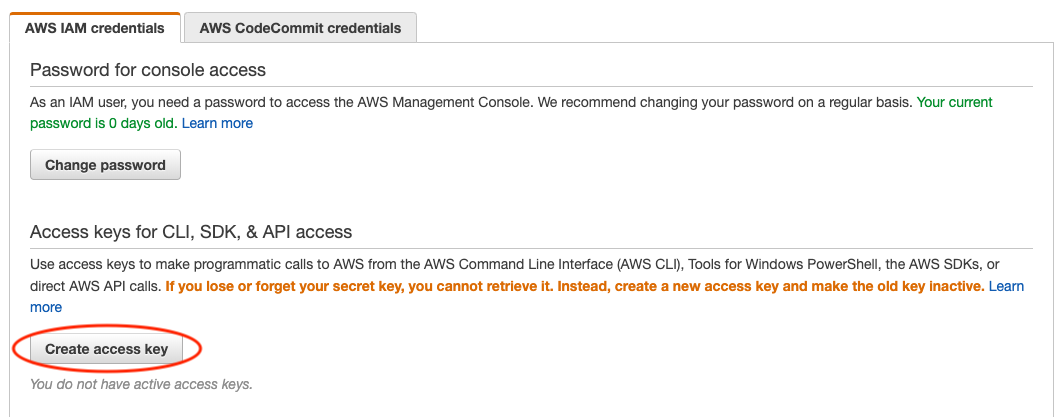 AWS IAM credentials
AWS CodeCommit credentials
Password for console access
As an IAM user, you need a password to access the AWS Management Console. We recommend changing your password on a regular basis. Your current
password is 0 days old. Learn more
Change password
Access keys for CLI, SDK, & API access
Use access keys to make programmatic calls to AWS from the AWS Command Line Interface (AWS CLI), Tools for Windows PowerShell, the AWS SDKs, or
direct AWS API calls. If you lose or forget your secret key, you cannot retrieve it. Instead, create a new access key and make the old key inactive. Learn
more
Create access key
You do not have active access keys.